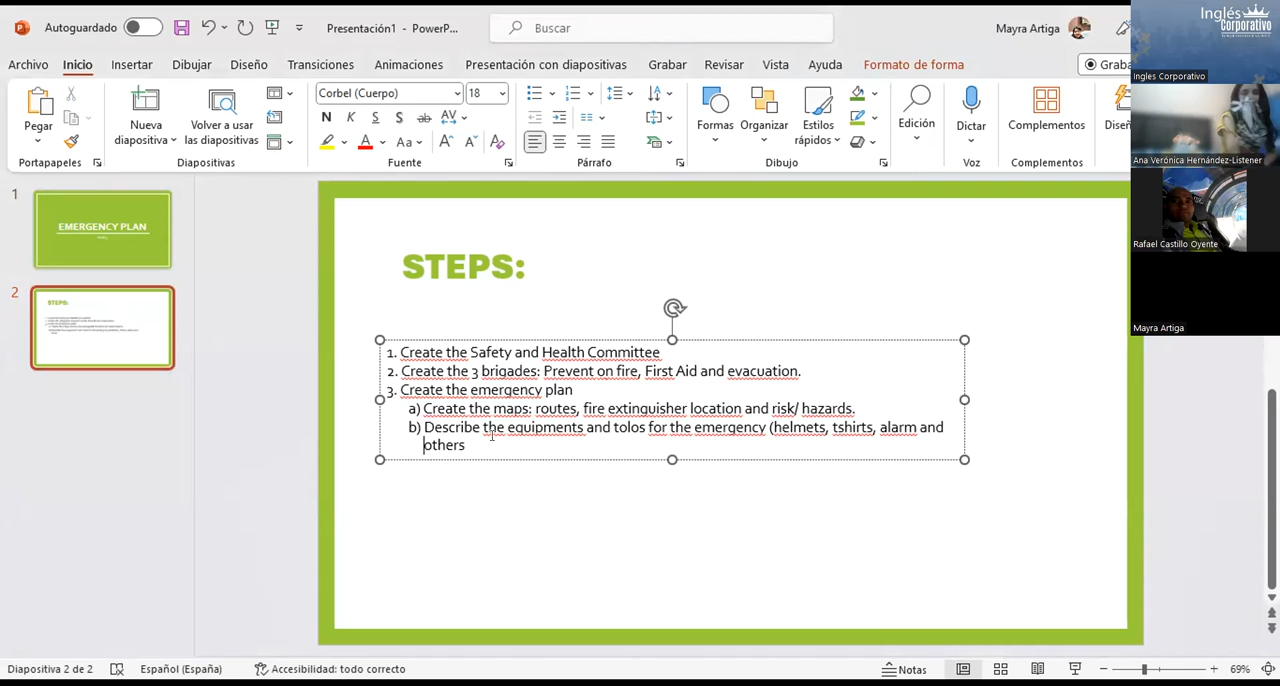 Autoguardado
Presentación1 - PowerP...
Buscar
Mayra Artiga
Inglés
Corporativo
Archivo Inicio Insertar Dibujar Diseño Transiciones Animaciones Presentación con diapositivas Grabar Revisar Vista Ayuda Formato de forma Graba
Ingles Corporativo
Corbel (Cuerpo) 18
Pegar
Nueva diapositiva
Volver a usar las diapositivas
N K S S ab AV
A Aa A A A
Formas
Organizar
Estilos rápidos
Edición
Dictar
Complementos
Diseñ
Portapapeles Diapositivas Fuente Párrafo Dibujo Voz Complementos
Ana Verónica Hernández-Listener
Rafael Castillo Oyente
Mayra Artiga
1
EMERGENCY PLAN
2
STEPS:
STEPS:
1. Create the Safety and Health Committee
2. Create the 3 brigades: Prevent on fire, First Aid and evacuation.
3. Create the emergency plan
a) Create the maps: routes, fire extinguisher location and risk/ hazards.
b) Describe the equipments and tolos for the emergency (helmets, tshirts, alarm and
others
Diapositiva 2 de 2 Español (España) Accesibilidad: todo correcto Notas 69%